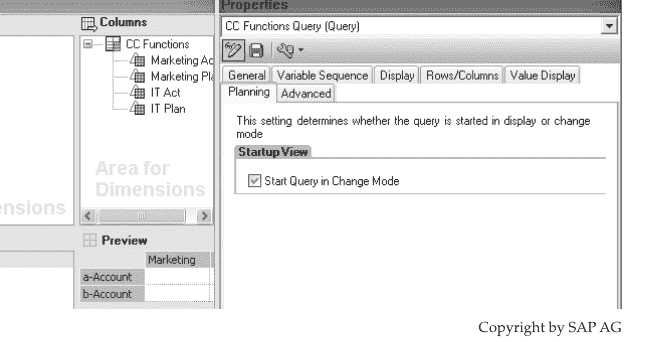 Columns
CC Functions
Marketing Ac
Marketing Pla
IT Act
IT Plan
Area for
Dimensions
ensions
Preview
Marketing
a-Account
b-Account
Properties
CC Functions Query (Query)
General Variable Sequence Display Rows/Columns Value Display
Planning Advanced
This setting determines whether the query is started in display or change
mode
Startup View
Start Query in Change Mode
Copyright by SAP AG